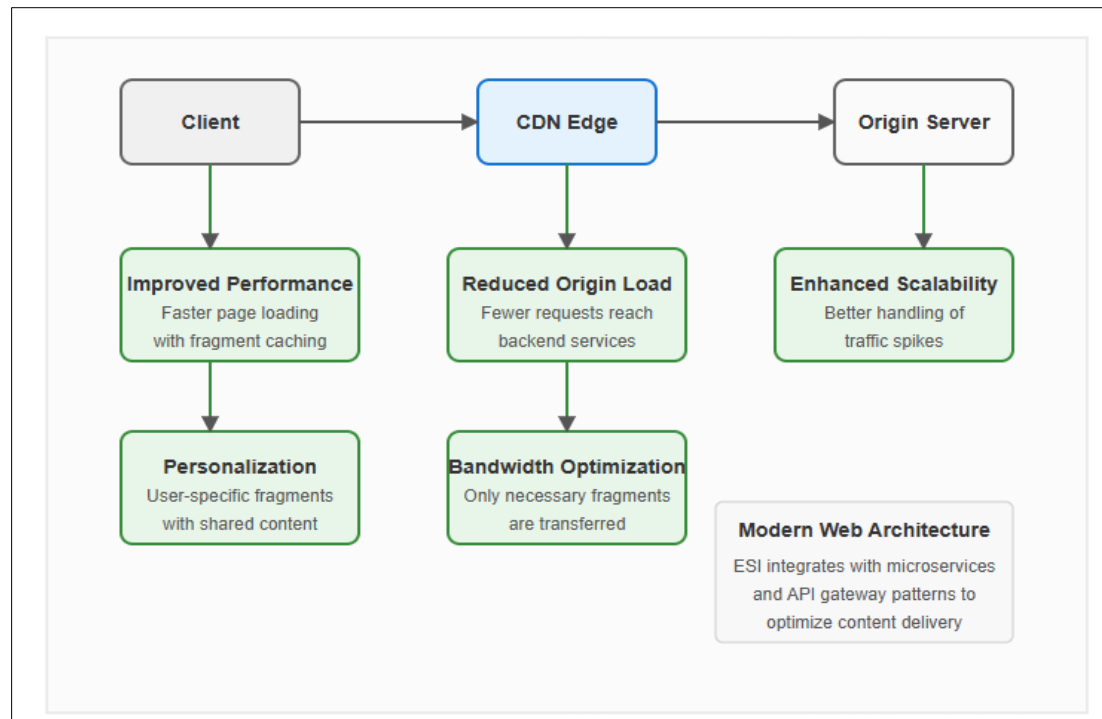 Client
CDN Edge
Origin Server
Improved Performance
Faster page loading
with fragment caching
Reduced Origin Load
Fewer requests reach
backend services
Enhanced Scalability
Better handling of
traffic spikes
Personalization
User-specific fragments
with shared content
Bandwidth Optimization
Only necessary fragments
are transferred
Modern Web Architecture
ESI integrates with microservices
and API gateway patterns to
optimize content delivery